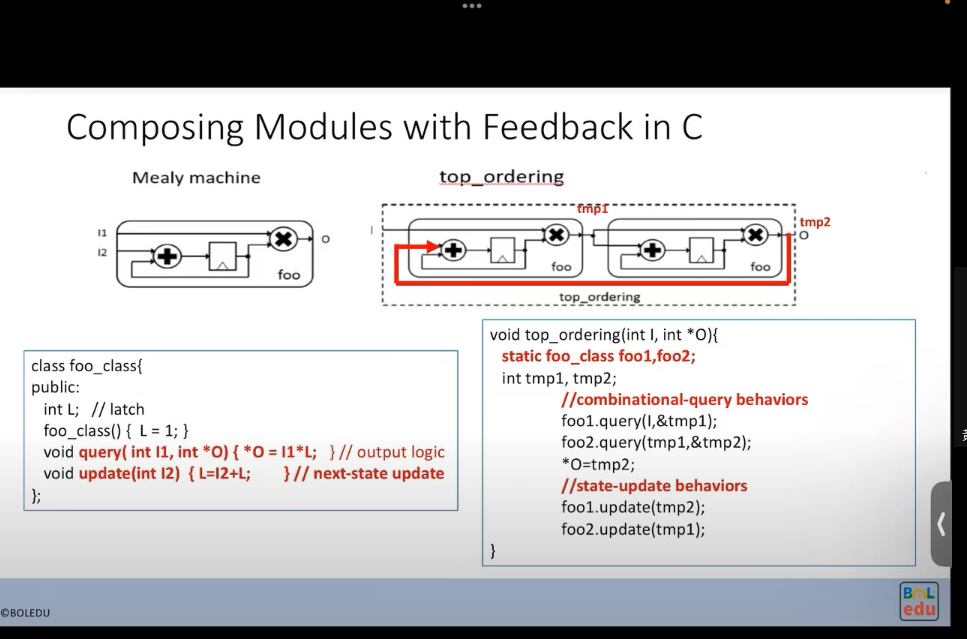 Composing Modules with Feedback in C
Mealy machine
top_ordering
I1
I2
O
foo
I
tmp1
tmp2
O
foo
foo
top_ordering
class foo_class{
public:
int L;  // latch
foo_class() { L = 1; }
void query( int I1, int *O) { *O = I1*L;  } // output logic
void update(int I2)  { L=I2+L;      } // next-state update
};
void top_ordering(int I, int *O){
static foo_class foo1,foo2;
int tmp1, tmp2;
//combinational-query behaviors
foo1.query(I,&tmp1);
foo2.query(tmp1,&tmp2);
*O=tmp2;
//state-update behaviors
foo1.update(tmp2);
foo2.update(tmp1);
}
©BOLEDU
BOL
edu